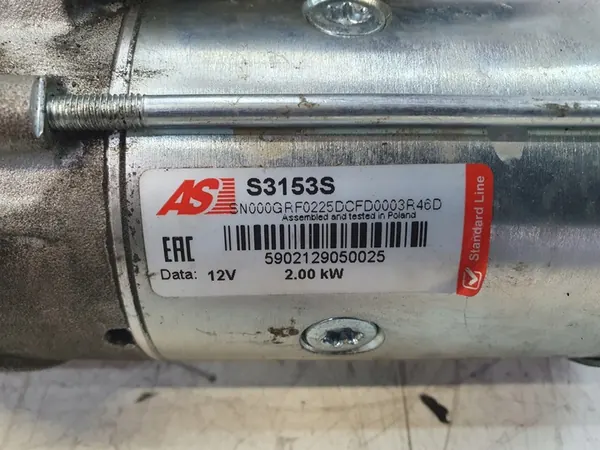 AS S3153S
SN000GRF0225DCFD0003R46D
Assembled and tested in Poland
EAC
5902129050025
Data: 12V 2.00 kW
Standard Line